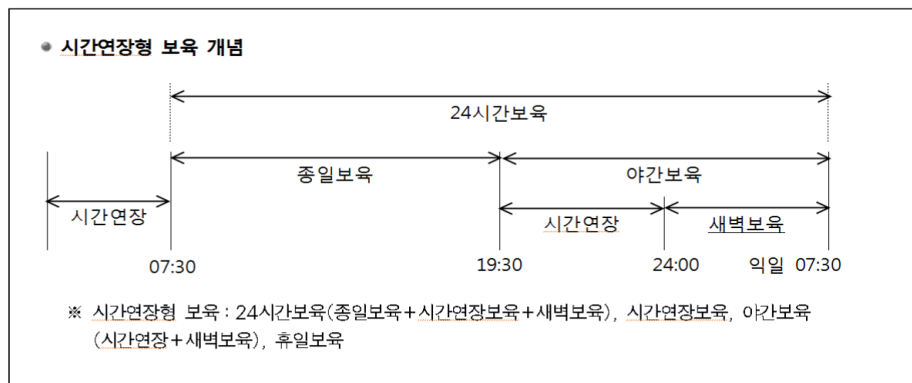 시간연장형 보육 개념
24시간보육
종일보육 야간보육
시간연장 시간연장 새벽보육
07:30 19:30 24:00 익일 07:30
※ 시간연장형 보육 : 24시간보육(종일보육+시간연장보육+새벽보육), 시간연장보육, 야간보육
(시간연장+새벽보육), 휴일보육